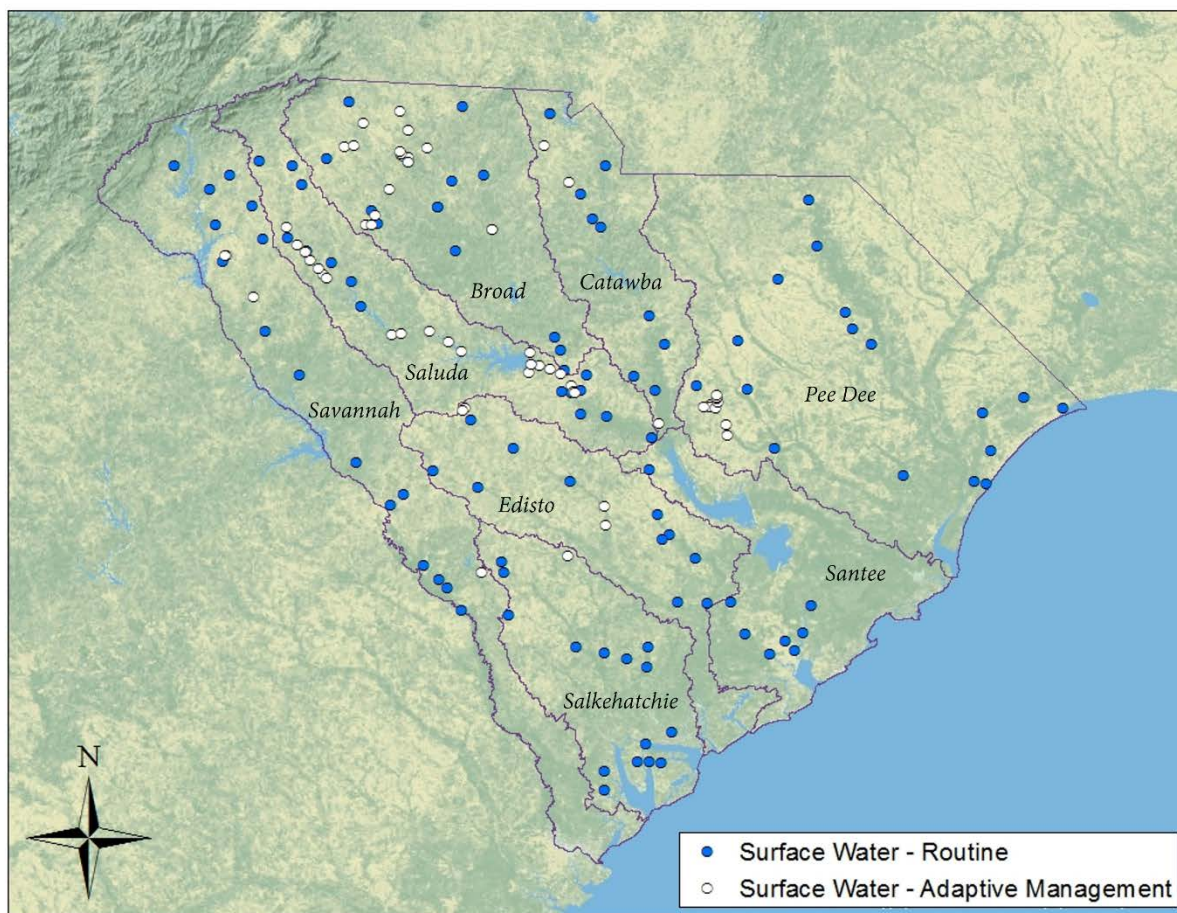 Broad
Catawba
Saluda
Savannah
Pee Dee
Edisto
Santee
Salkehatchie
N
Surface Water - Routine
Surface Water - Adaptive Management